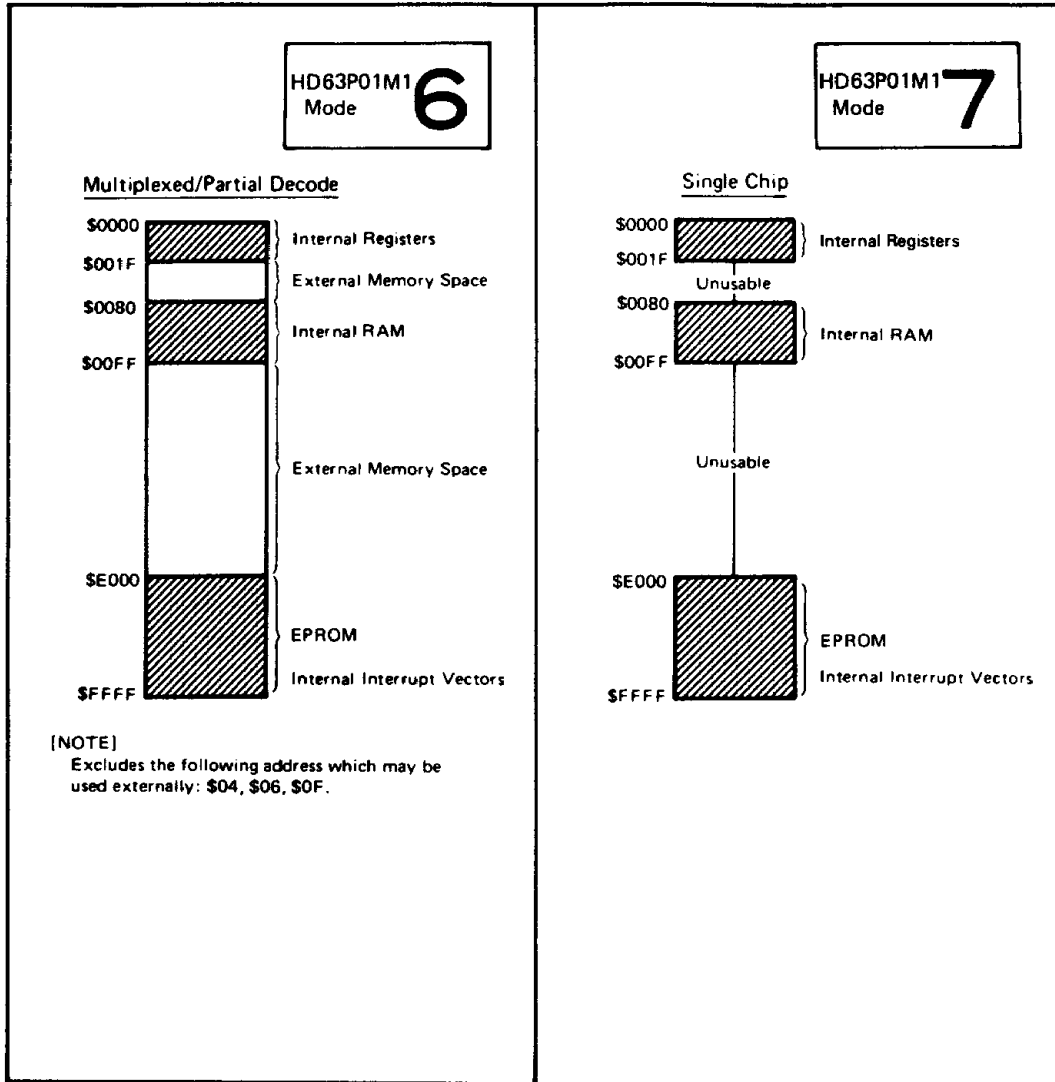 HD63P01M1
Mode 6
Multiplexed/Partial Decode
$0000
Internal Registers
$001F
External Memory Space
$0080
Internal RAM
$00FF
External Memory Space
$E000
EPROM
Internal Interrupt Vectors
$FFFF
[NOTE]
Excludes the following address which may be
used externally: $04, $06, $0F.
HD63P01M1
Mode 7
Single Chip
$0000
Internal Registers
$001F
Unusable
$0080
Internal RAM
$00FF
Unusable
$E000
EPROM
Internal Interrupt Vectors
$FFFF